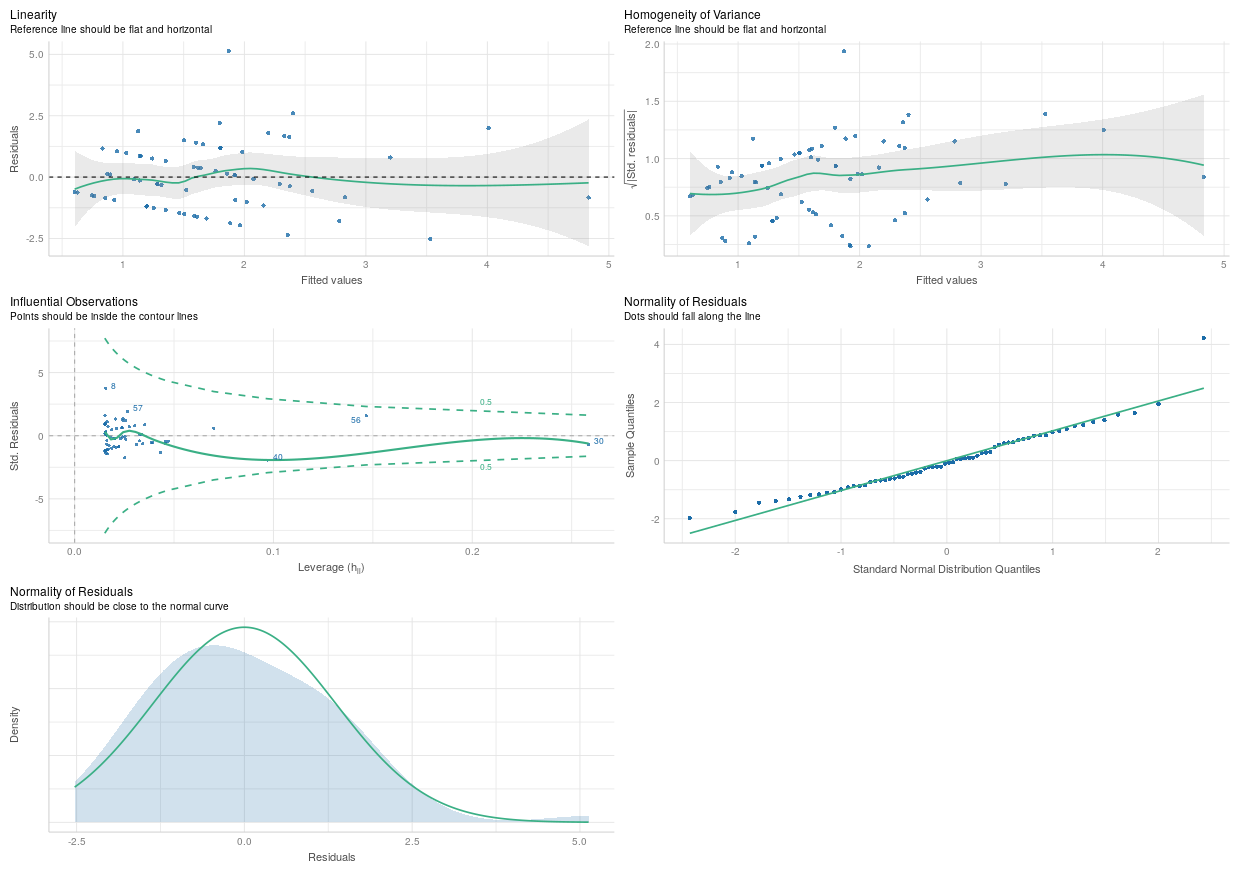 Linearity
Reference line should be flat and horizontal
5.0
2.5
0.0
-2.5
Residuals
1
2
3
4
5
Fitted values
Homogeneity of Variance
Reference line should be flat and horizontal
2.0
1.5
1.0
0.5
√|Std. residuals|
1
2
3
4
5
Fitted values
Influential Observations
Points should be inside the contour lines
5
0
-5
Std. Residuals
8
57
56
40
30
0.5
0.5
0.0
0.1
0.2
Leverage (hii)
Normality of Residuals
Dots should fall along the line
4
2
0
-2
Sample Quantiles
-2
-1
0
1
2
Standard Normal Distribution Quantiles
Normality of Residuals
Distribution should be close to the normal curve
Density
-2.5
0.0
2.5
5.0
Residuals